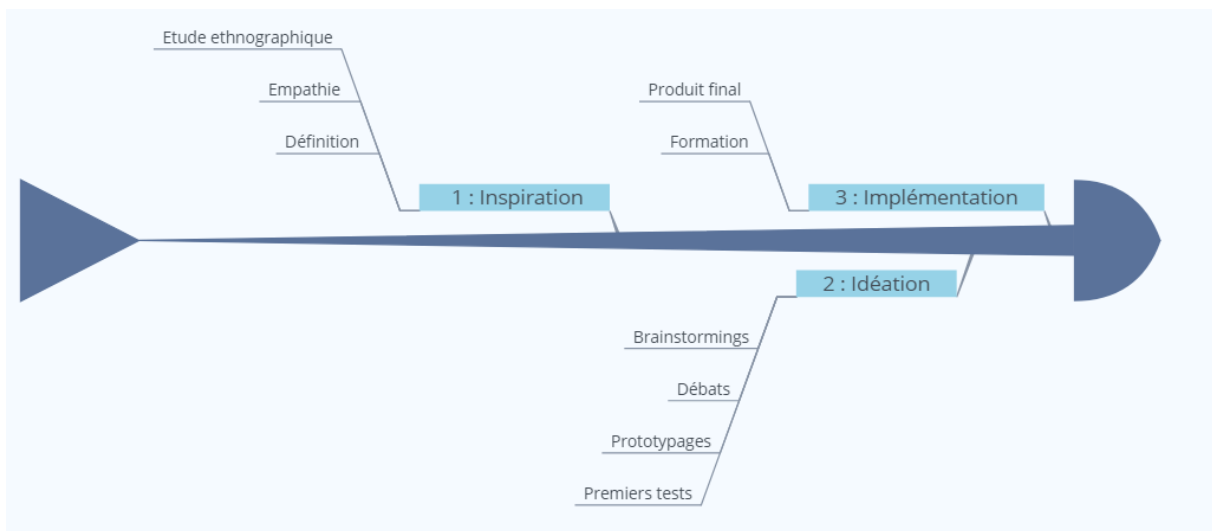 Etude ethnographique
Empathie
Définition
1 : Inspiration
Produit final
Formation
3 : Implémentation
2 : Idéation
Brainstormings
Débats
Prototypages
Premiers tests